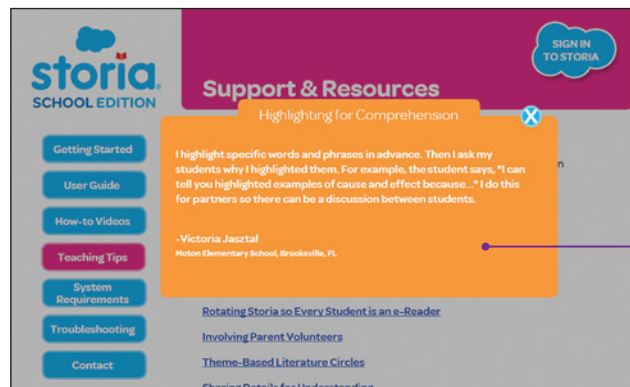 storia
SCHOOL EDITION
SIGN IN
TO STORIA
Support & Resources
Highlighting for Comprehension
X
I highlight specific words and phrases in advance. Then I ask my
students why I highlighted them. For example, the student says, "I can
tell you highlighted examples of cause and effect because..." I do this
for partners so there can be a discussion between students.
-Victoria Jasztal
Moton Elementary School, Brooksville, FL
n
Getting Started
User Guide
How-to Videos
Teaching Tips
System
Requirements
Troubleshooting
Contact
Rotating Storia so Every Student is an e-Reader
Involving Parent Volunteers
Theme-Based Literature Circles
Sharing Details for Understanding